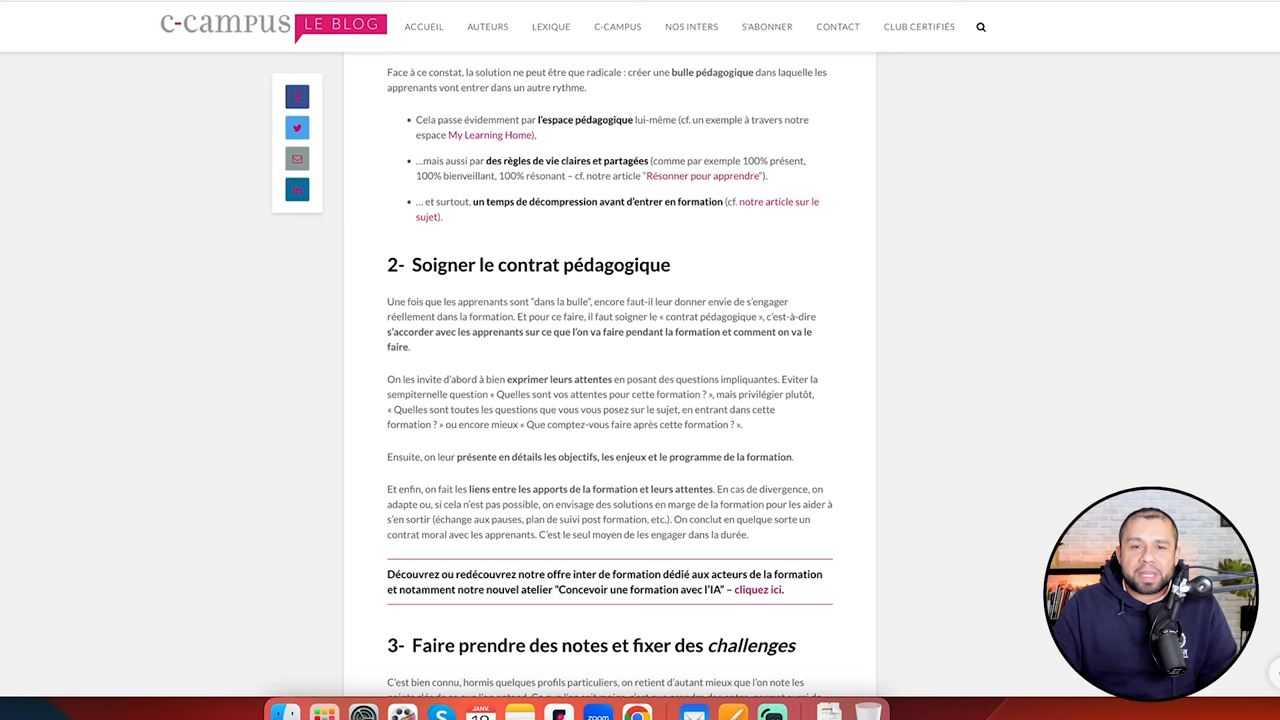 c-campus LE BLOG
ACCUEIL AUTEURS LEXIQUE C-CAMPUS NOS INTERS S'ABONNER CONTACT CLUB CERTIFIÉS
Face à ce constat, la solution ne peut être que radicale : créer une bulle pédagogique dans laquelle les
apprenants vont entrer dans un autre rythme.
• Cela passe évidemment par l'espace pédagogique lui-même (cf. un exemple à travers notre
espace My Learning Home),
• …mais aussi par des règles de vie claires et partagées (comme par exemple 100% présent,
100% bienveillant, 100% résonant – cf. notre article "Résonner pour apprendre").
• … et surtout, un temps de décompression avant d'entrer en formation (cf. notre article sur le
sujet).
2- Soigner le contrat pédagogique
Une fois que les apprenants sont "dans la bulle", encore faut-il leur donner envie de s'engager
réellement dans la formation. Et pour ce faire, il faut soigner le « contrat pédagogique », c'est-à-dire
s'accorder avec les apprenants sur ce que l'on va faire pendant la formation et comment on va le
faire.
On les invite d'abord à bien exprimer leurs attentes en posant des questions impliquantes. Eviter la
sempiternelle question « Quelles sont vos attentes pour cette formation ? », mais privilégier plutôt,
« Quelles sont toutes les questions que vous vous posez sur le sujet, en entrant dans cette
formation ? » ou encore mieux « Que comptez-vous faire après cette formation ? ».
Ensuite, on leur présente en détails les objectifs, les enjeux et le programme de la formation.
Et enfin, on fait les liens entre les apports de la formation et leurs attentes. En cas de divergence, on
adapte ou, si cela n'est pas possible, on envisage des solutions en marge de la formation pour les aider à
s'en sortir (échange aux pauses, plan de suivi post formation, etc.). On conclut en quelque sorte un
contrat moral avec les apprenants. C'est le seul moyen de les engager dans la durée.
Découvrez ou redécouvrez notre offre inter de formation dédié aux acteurs de la formation
et notamment notre nouvel atelier "Concevoir une formation avec l'IA" – cliquez ici.
3- Faire prendre des notes et fixer des challenges
C'est bien connu, hormis quelques profils particuliers, on retient d'autant mieux que l'on note les
JANV.
zoom